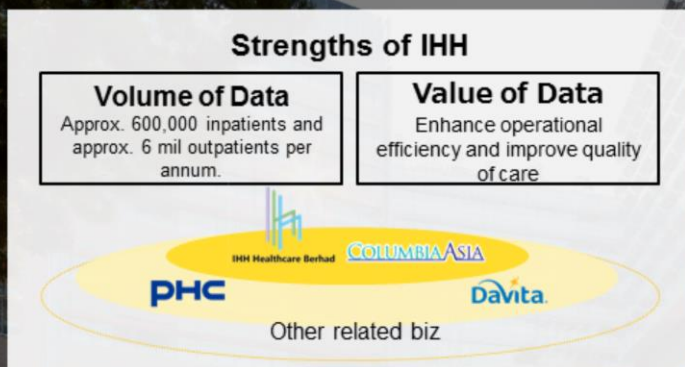 Strengths of IHH
Volume of Data
Approx. 600,000 inpatients and
approx. 6 mil outpatients per
annum.
Value of Data
Enhance operational
efficiency and improve quality
of care
IHH Healthcare Berhad
COLUMBIA ASIA
PHC
Davita.
Other related biz